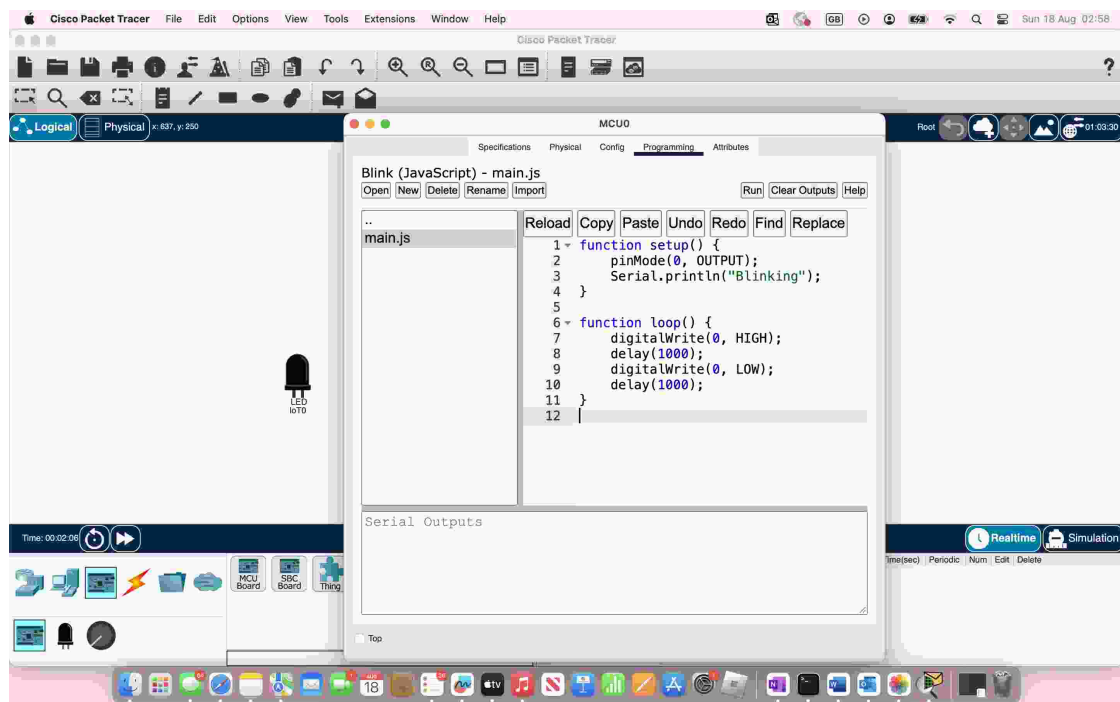 Cisco Packet Tracer File Edit Options View Tools Extensions Window Help
GB
Sun 18 Aug 02:58
Cisco Packet Tracer
?
Logical
Physical
x: 637, y: 250
MCU0
Root
01:03:30
Specifications Physical Config Programming Attributes
Blink (JavaScript) - main.js
Open New Delete Rename Import
Run Clear Outputs Help
..
main.js
Reload Copy Paste Undo Redo Find Replace
1 function setup() {
2 pinMode(0, OUTPUT);
3 Serial.println("Blinking");
4 }
5
6 function loop() {
7 digitalWrite(0, HIGH);
8 delay(1000);
9 digitalWrite(0, LOW);
10 delay(1000);
11 }
12
LED
IoT0
Serial Outputs
Time: 00:02:06
Realtime
Simulation
MCU Board
SBC Board
Thing
Time(sec) Periodic Num Edit Delete
Top
18
tv